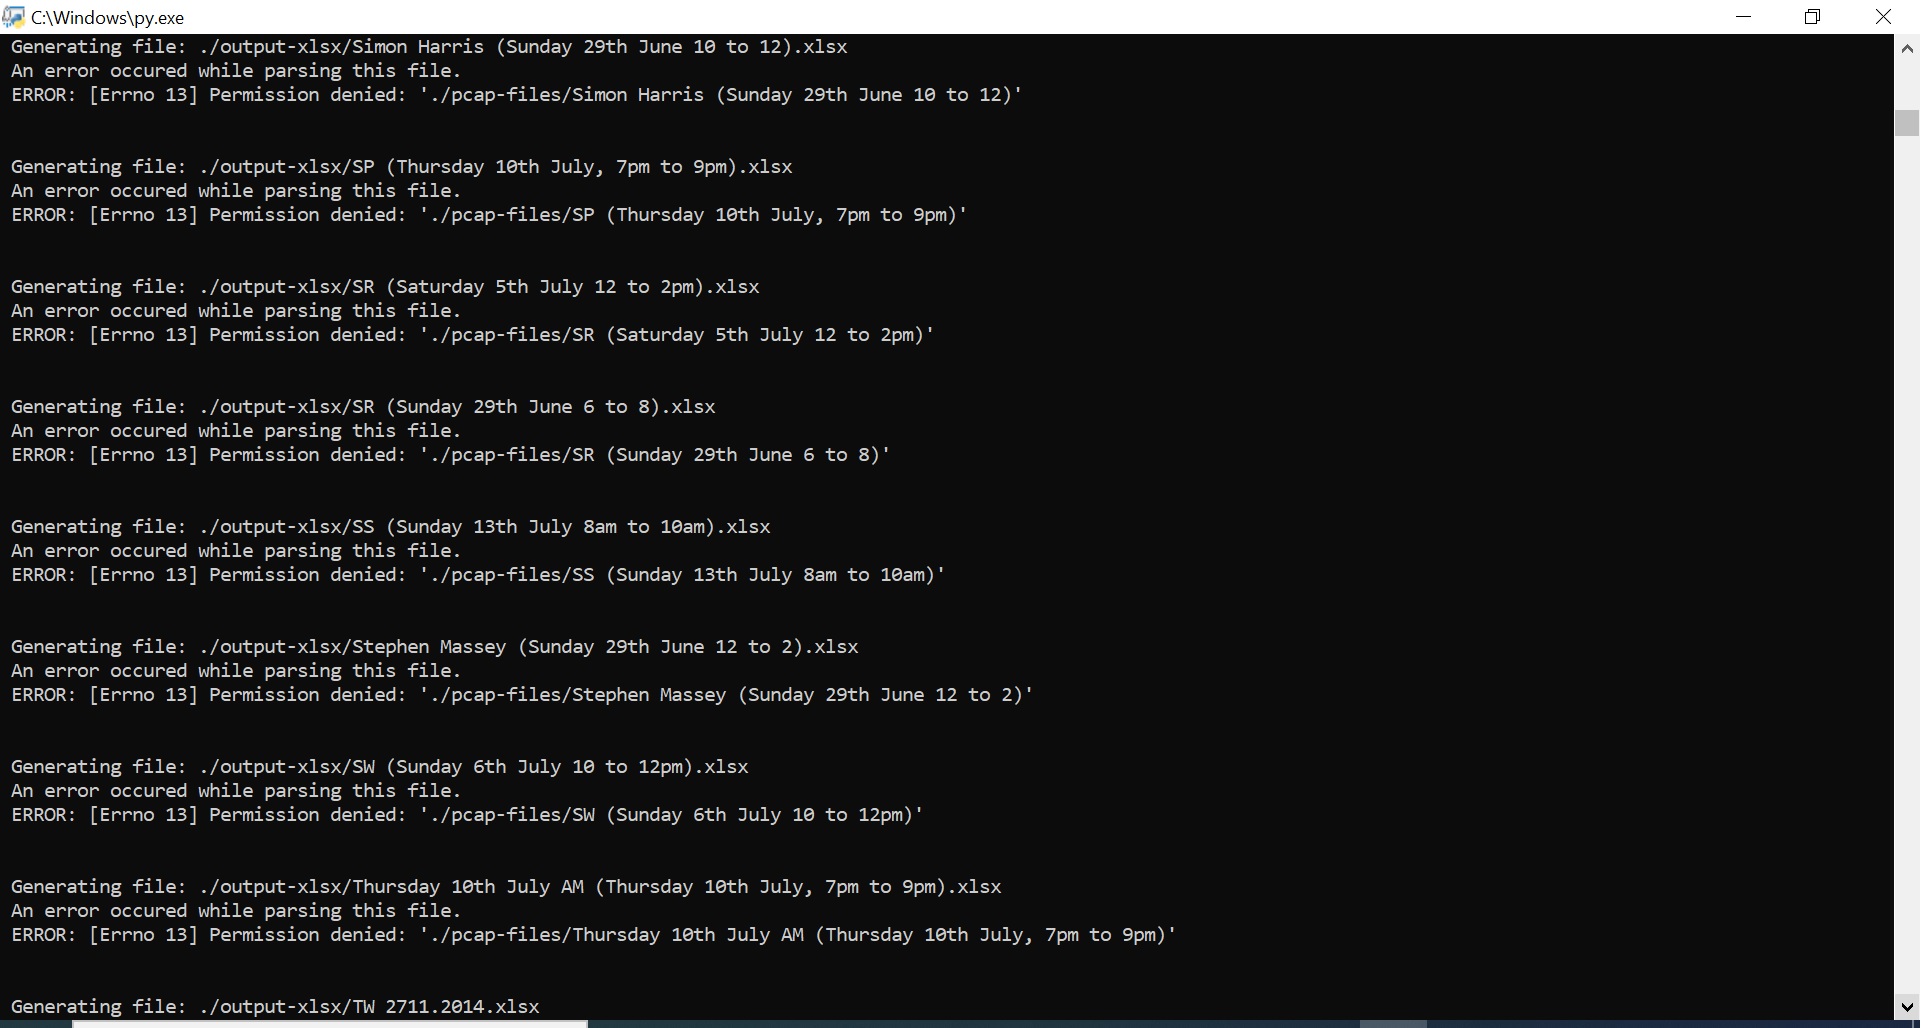 C:\Windows\py.exe
Generating file: ./output-xlsx/Simon Harris (Sunday 29th June 10 to 12).xlsx
An error occured while parsing this file.
ERROR: [Errno 13] Permission denied: './pcap-files/Simon Harris (Sunday 29th June 10 to 12)'
Generating file: ./output-xlsx/SP (Thursday 10th July, 7pm to 9pm).xlsx
An error occured while parsing this file.
ERROR: [Errno 13] Permission denied: './pcap-files/SP (Thursday 10th July, 7pm to 9pm)'
Generating file: ./output-xlsx/SR (Saturday 5th July 12 to 2pm).xlsx
An error occured while parsing this file.
ERROR: [Errno 13] Permission denied: './pcap-files/SR (Saturday 5th July 12 to 2pm)'
Generating file: ./output-xlsx/SR (Sunday 29th June 6 to 8).xlsx
An error occured while parsing this file.
ERROR: [Errno 13] Permission denied: './pcap-files/SR (Sunday 29th June 6 to 8)'
Generating file: ./output-xlsx/SS (Sunday 13th July 8am to 10am).xlsx
An error occured while parsing this file.
ERROR: [Errno 13] Permission denied: './pcap-files/SS (Sunday 13th July 8am to 10am)'
Generating file: ./output-xlsx/Stephen Massey (Sunday 29th June 12 to 2).xlsx
An error occured while parsing this file.
ERROR: [Errno 13] Permission denied: './pcap-files/Stephen Massey (Sunday 29th June 12 to 2)'
Generating file: ./output-xlsx/SW (Sunday 6th July 10 to 12pm).xlsx
An error occured while parsing this file.
ERROR: [Errno 13] Permission denied: './pcap-files/SW (Sunday 6th July 10 to 12pm)'
Generating file: ./output-xlsx/Thursday 10th July AM (Thursday 10th July, 7pm to 9pm).xlsx
An error occured while parsing this file.
ERROR: [Errno 13] Permission denied: './pcap-files/Thursday 10th July AM (Thursday 10th July, 7pm to 9pm)'
Generating file: ./output-xlsx/TW 2711.2014.xlsx